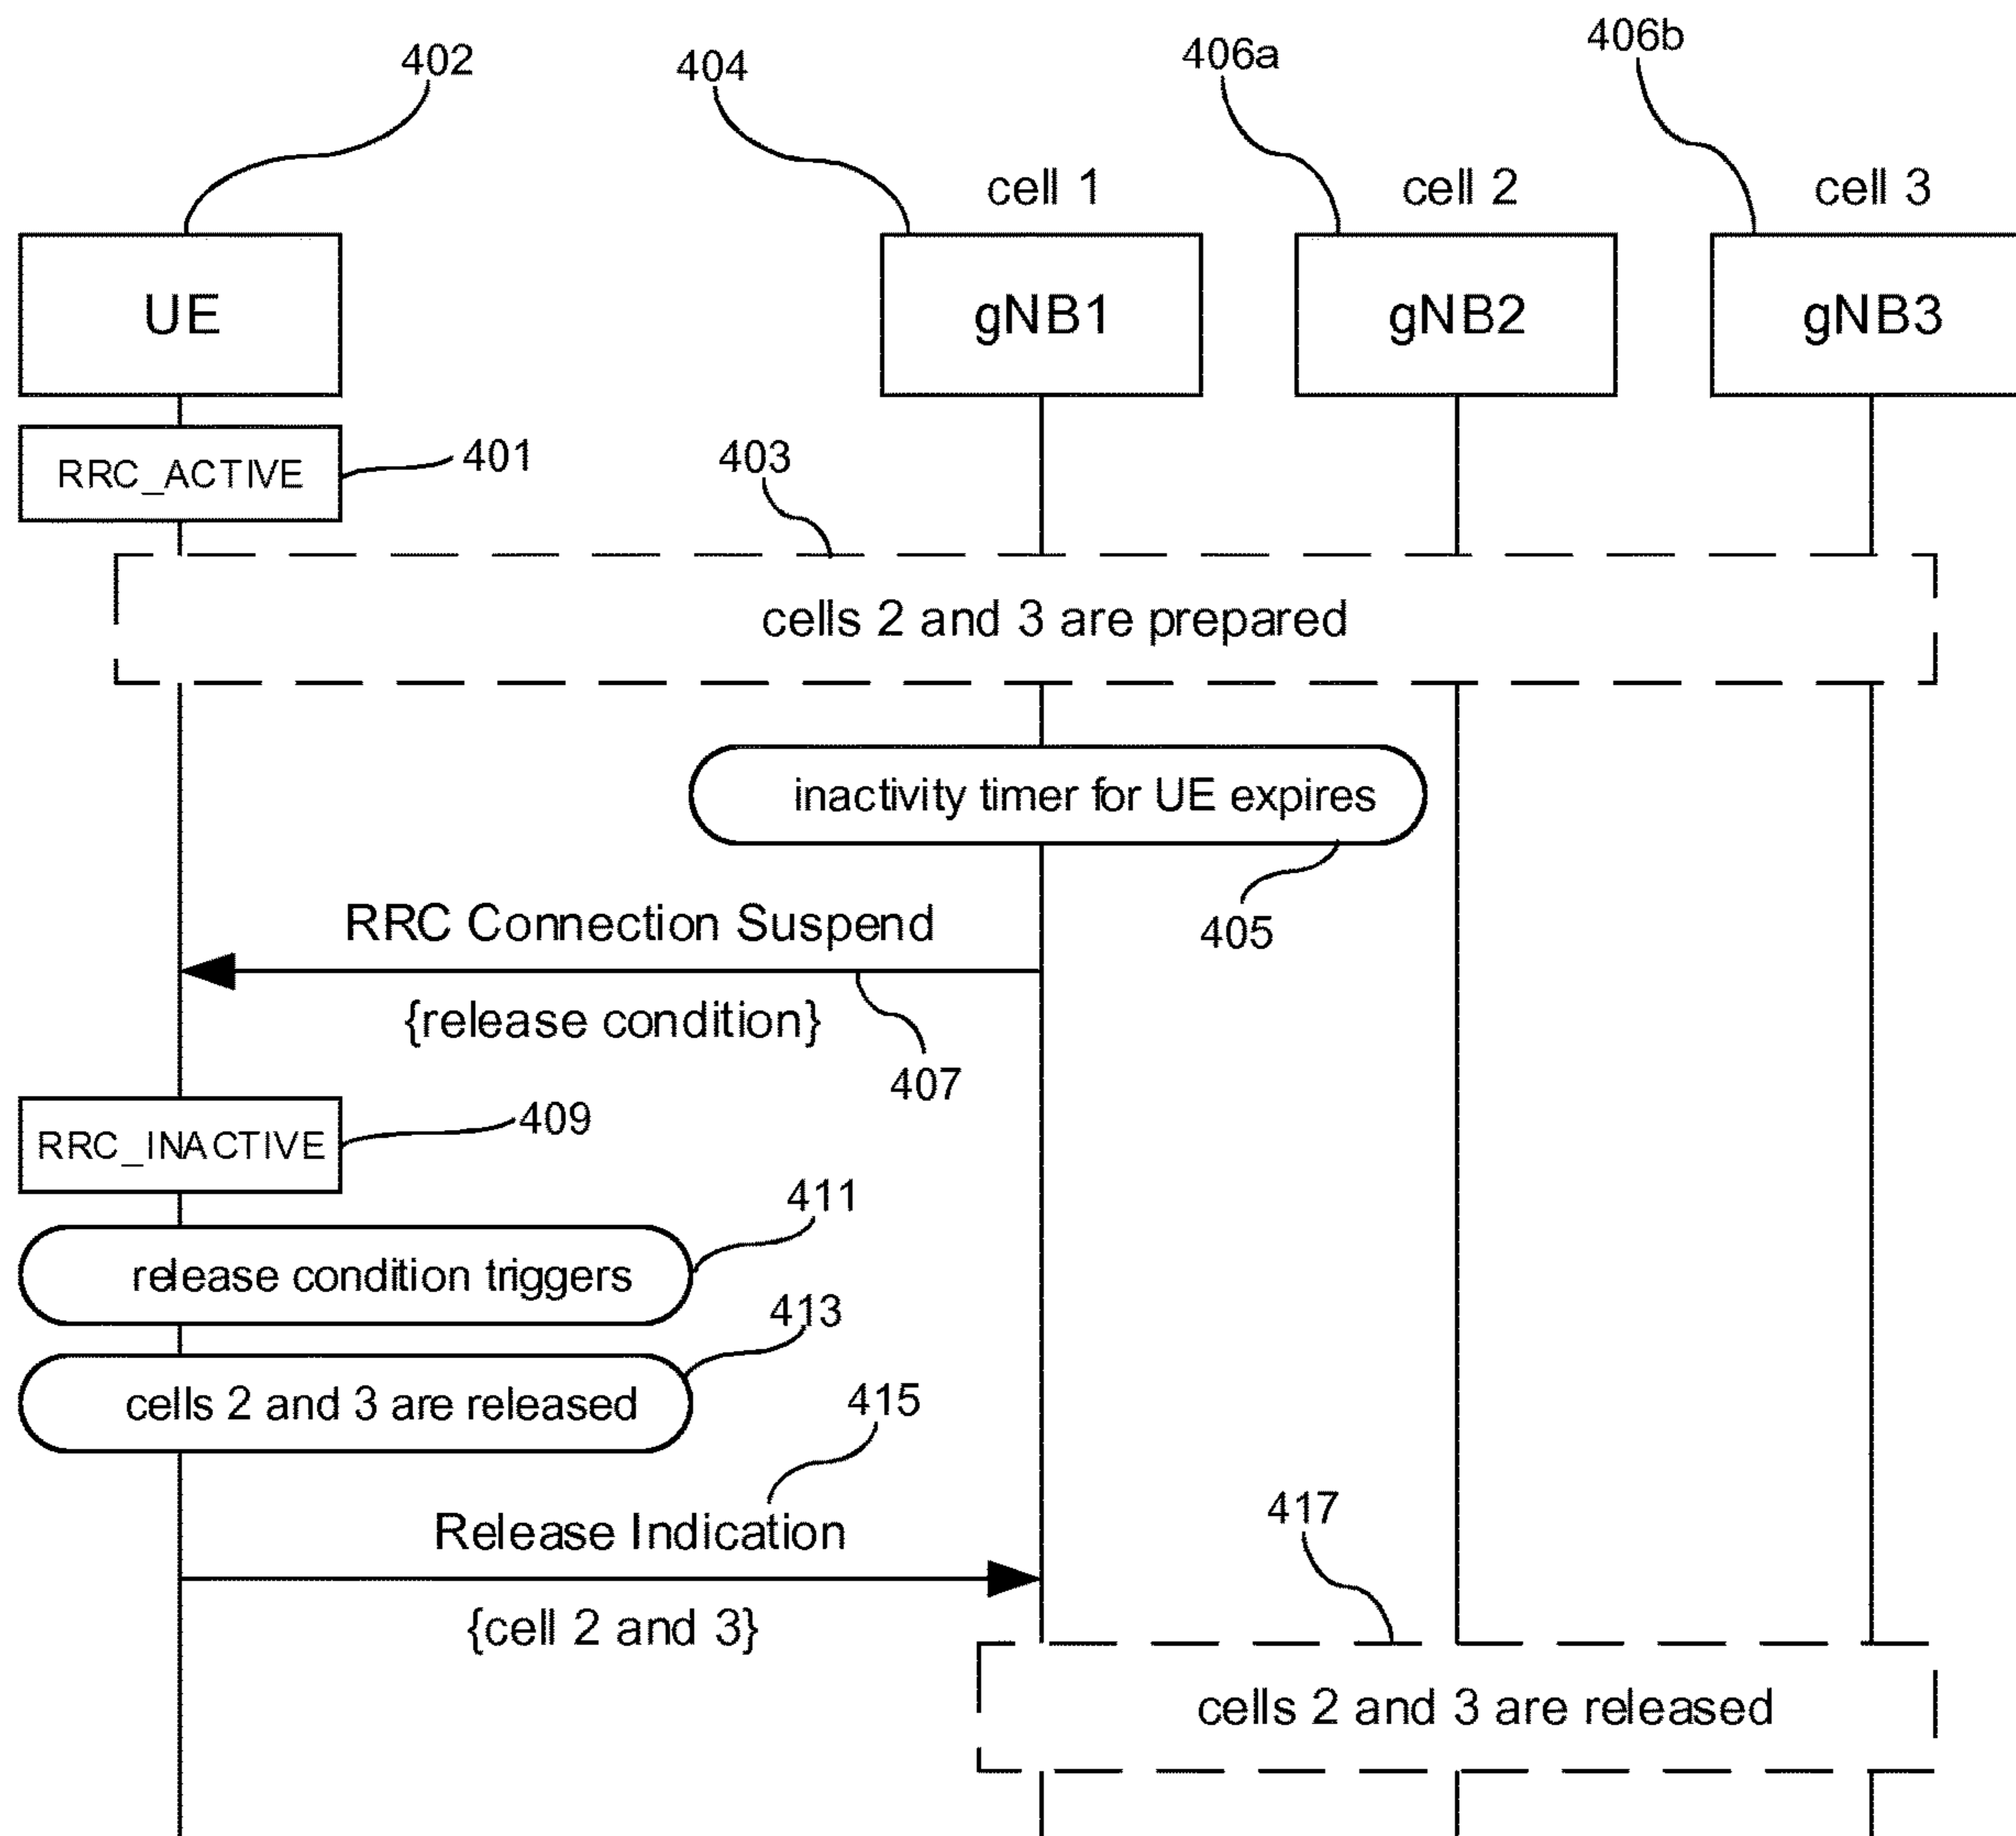 402
404
406a
406b
cell 1
cell 2
cell 3
UE
gNB1
gNB2
gNB3
RRC_ACTIVE
401
403
cells 2 and 3 are prepared
inactivity timer for UE expires
405
RRC Connection Suspend
{release condition}
407
RRC_INACTIVE
409
411
release condition triggers
413
cells 2 and 3 are released
415
Release Indication
{cell 2 and 3}
417
cells 2 and 3 are released